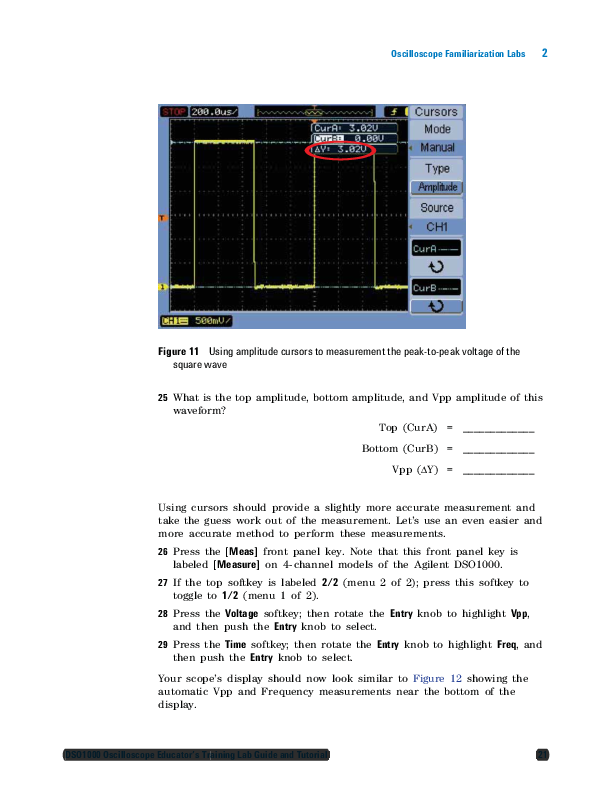 Oscilloscope Familiarization Labs 2
STOP 200.0us/
Cursors
CurA: 3.02V
CurB: 0.00V
ΔY: 3.02V
Mode
Manual
Type
Amplitude
Source
CH1
CurA
CurB
T
1
CH1 500mV/
Figure 11 Using amplitude cursors to measurement the peak-to-peak voltage of the
square wave
25 What is the top amplitude, bottom amplitude, and Vpp amplitude of this
waveform?
Top (CurA) = _____________
Bottom (CurB) = _____________
Vpp (ΔY) = _____________
Using cursors should provide a slightly more accurate measurement and
take the guess work out of the measurement. Let's use an even easier and
more accurate method to perform these measurements.
26 Press the [Meas] front panel key. Note that this front panel key is
labeled [Measure] on 4-channel models of the Agilent DSO1000.
27 If the top softkey is labeled 2/2 (menu 2 of 2); press this softkey to
toggle to 1/2 (menu 1 of 2).
28 Press the Voltage softkey; then rotate the Entry knob to highlight Vpp,
and then push the Entry knob to select.
29 Press the Time softkey; then rotate the Entry knob to highlight Freq, and
then push the Entry knob to select.
Your scope's display should now look similar to Figure 12 showing the
automatic Vpp and Frequency measurements near the bottom of the
display.
DSO1000 Oscilloscope Educator's Training Lab Guide and Tutorial 21